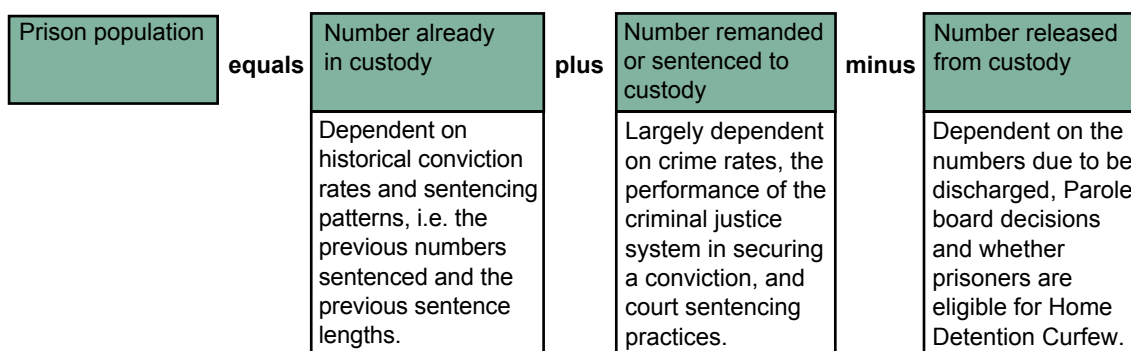 Prison population
equals
Number already
in custody
Dependent on
historical conviction
rates and sentencing
patterns, i.e. the
previous numbers
sentenced and the
previous sentence
lengths.
plus
Number remanded
or sentenced to
custody
Largely dependent
on crime rates, the
performance of the
criminal justice
system in securing
a conviction, and
court sentencing
practices.
minus
Number released
from custody
Dependent on the
numbers due to be
discharged, Parole
board decisions
and whether
prisoners are
eligible for Home
Detention Curfew.